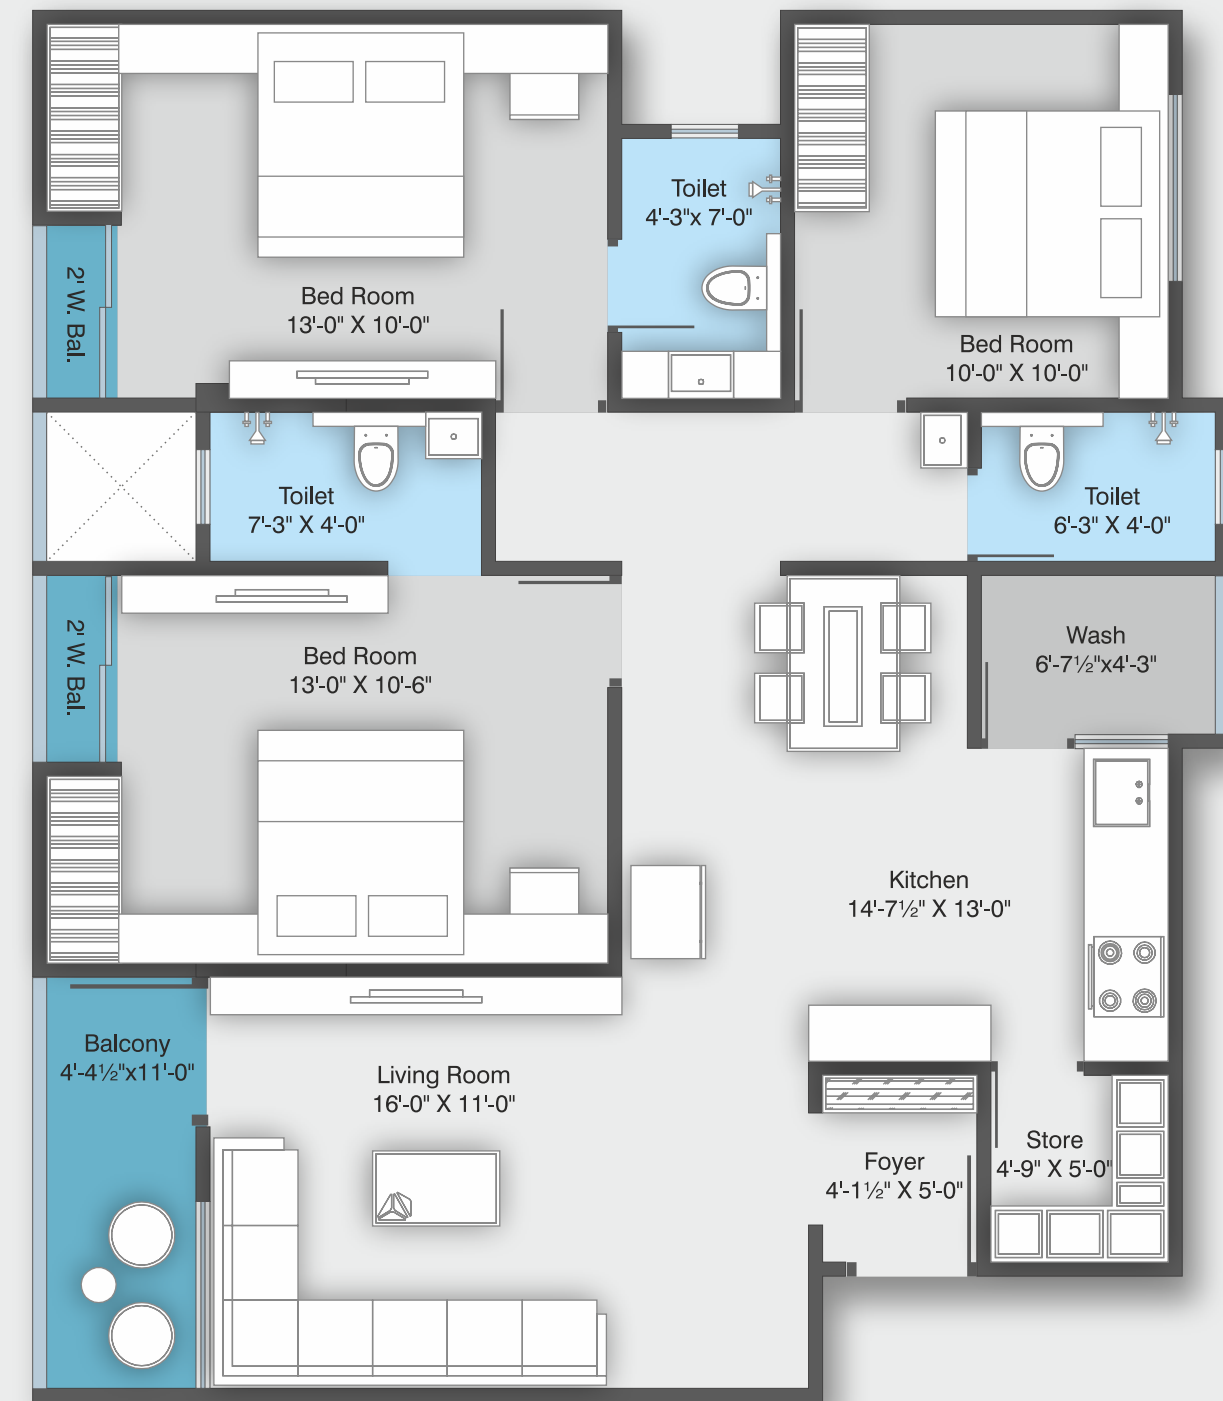 Toilet
4'-3"x 7'-0"
2' W. Bal.
Bed Room
13'-0" X 10'-0"
Bed Room
10'-0" X 10'-0"
Toilet
7'-3" X 4'-0"
Toilet
6'-3" X 4'-0"
2' W. Bal.
Bed Room
13'-0" X 10'-6"
Wash
6'-7½"x4'-3"
Kitchen
14'-7½" X 13'-0"
Balcony
4'-4½"x11'-0"
Living Room
16'-0" X 11'-0"
Store
4'-9" X 5'-0"
Foyer
4'-1½" X 5'-0"